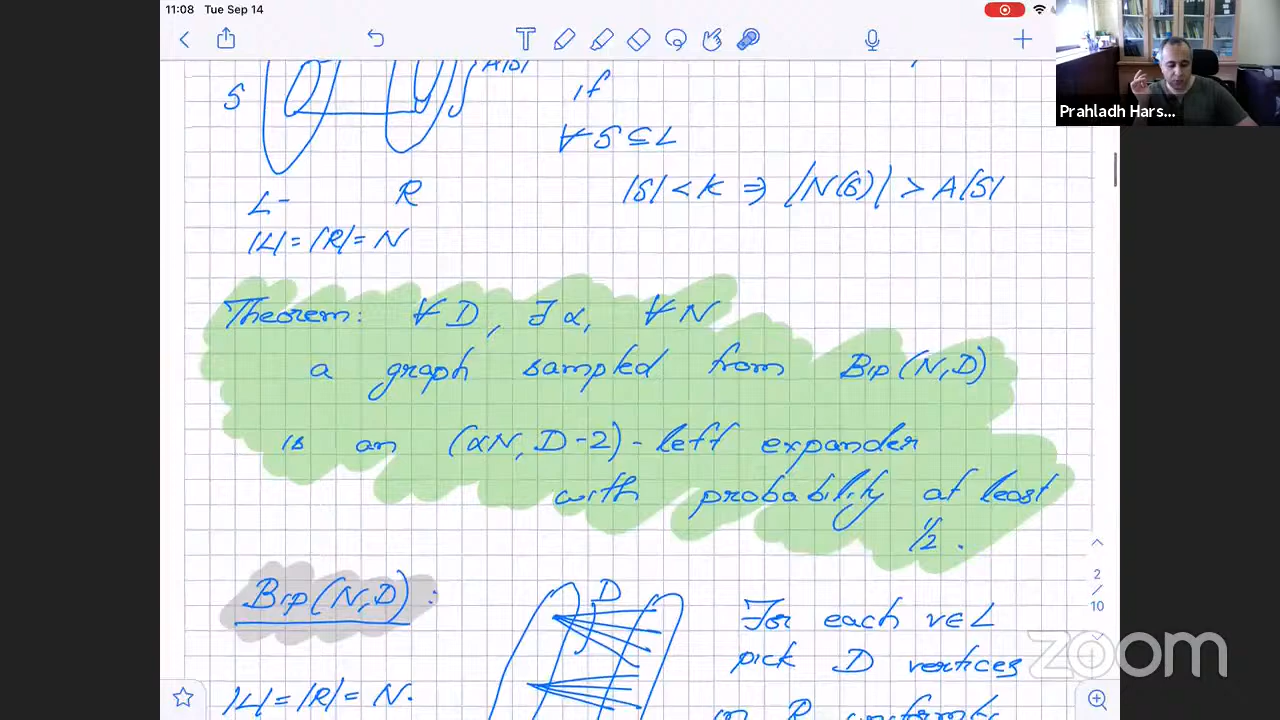 11:08 Tue Sep 14
A|S|
S
if
∀ S ⊆ L
|S| < K ⇒ |N(S)| > A|S|
L
R
|L| = |R| = N
Theorem: ∀ D, ∃ α, ∀ N
a graph sampled from Bip(N,D)
is an (αN, D-2)-left expander
with probability at least
1/2.
Bip(N,D):
D
For each v∈L
pick D vertices
in R
|L| = |R| = N.
Prahladh Hars...
2
/
10
zoom